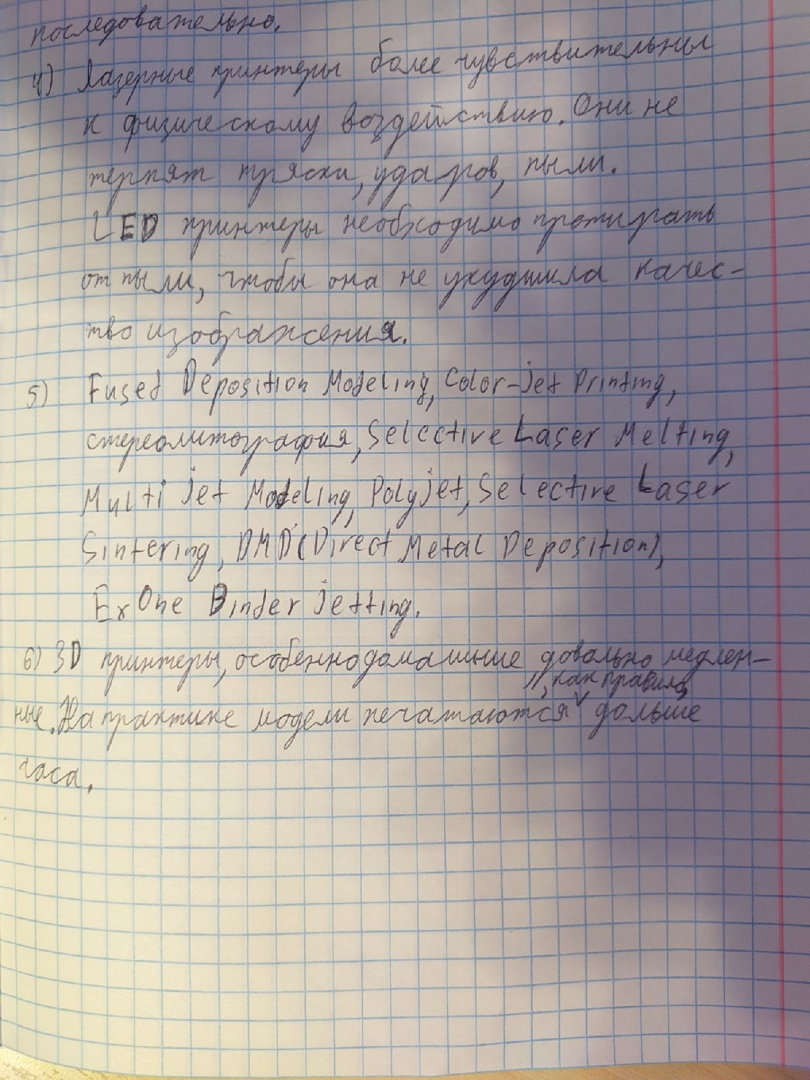 последовательно.
4) Лазерные принтеры более чувствительны
к физическому воздействию. Они не
терпят тряски, ударов, пыли.
LED принтеры необходимо протирать
от пыли, чтобы она не ухудшила качес-
тво изображения.
5) Fused Deposition Modeling, Color-jet Printing,
стереолитография, Selective Laser Melting,
Multi jet Modeling, Polyjet, Selective Laser
Sintering, DMD (Direct Metal Deposition),
ExOne Binder jetting.
6) 3D принтеры, особенно домашние довально медлен-
ные. На практике модели печатаются, как правило, дольше
часа.